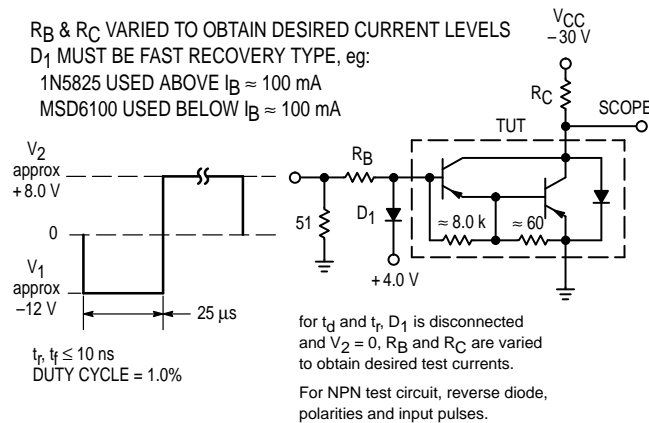 RB & RC VARIED TO OBTAIN DESIRED CURRENT LEVELS
D1 MUST BE FAST RECOVERY TYPE, eg:
1N5825 USED ABOVE IB ≈ 100 mA
MSD6100 USED BELOW IB ≈ 100 mA
VCC
– 30 V
RC
SCOPE
TUT
V2
approx
+ 8.0 V
0
V1
approx
–12 V
25 µs
RB
51
D1
+ 4.0 V
≈ 8.0 k
≈ 60
tr, tf ≤ 10 ns
DUTY CYCLE = 1.0%
for td and tr, D1 is disconnected
and V2 = 0, RB and RC are varied
to obtain desired test currents.
For NPN test circuit, reverse diode,
polarities and input pulses.